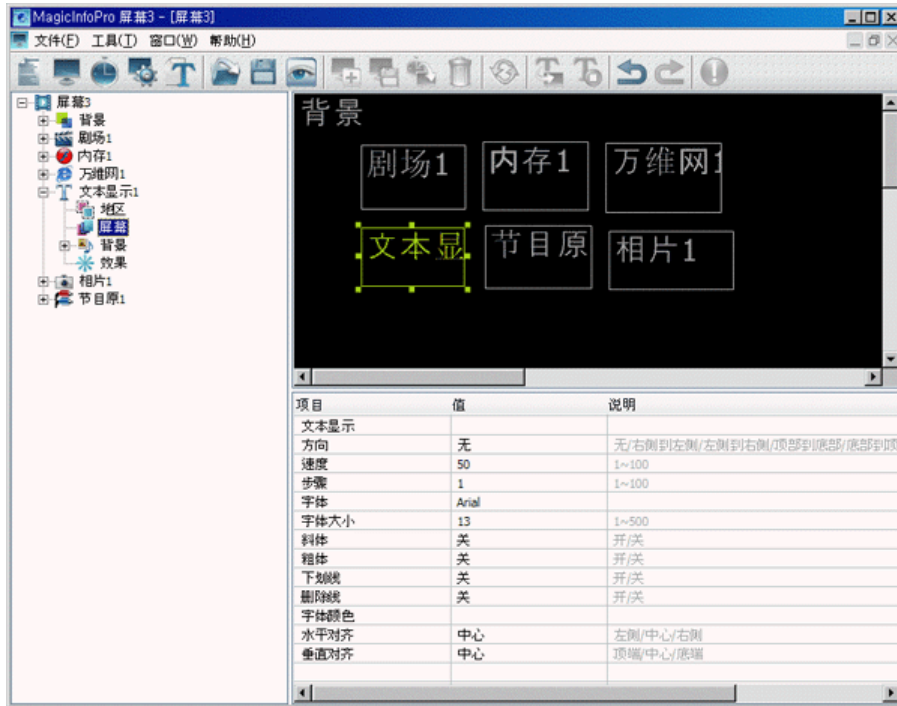 MagicInfoPro 屏幕3 - [屏幕3]
文件(F) 工具(T) 窗口(W) 帮助(H)
屏幕3
背景
剧场1
内存1
万维网1
文本显示1
地区
屏幕
背景
效果
相片1
节目原1
背景
剧场1 内存1 万维网1
文本显 节目原 相片1
项目 值 说明
文本显示
方向 无 无/右侧到左侧/左侧到右侧/顶部到底部/底部到顶
速度 50 1~100
步骤 1 1~100
字体 Arial
字体大小 13 1~500
斜体 关 开/关
粗体 关 开/关
下划线 关 开/关
删除线 关 开/关
字体颜色
水平对齐 中心 左侧/中心/右侧
垂直对齐 中心 顶端/中心/底端